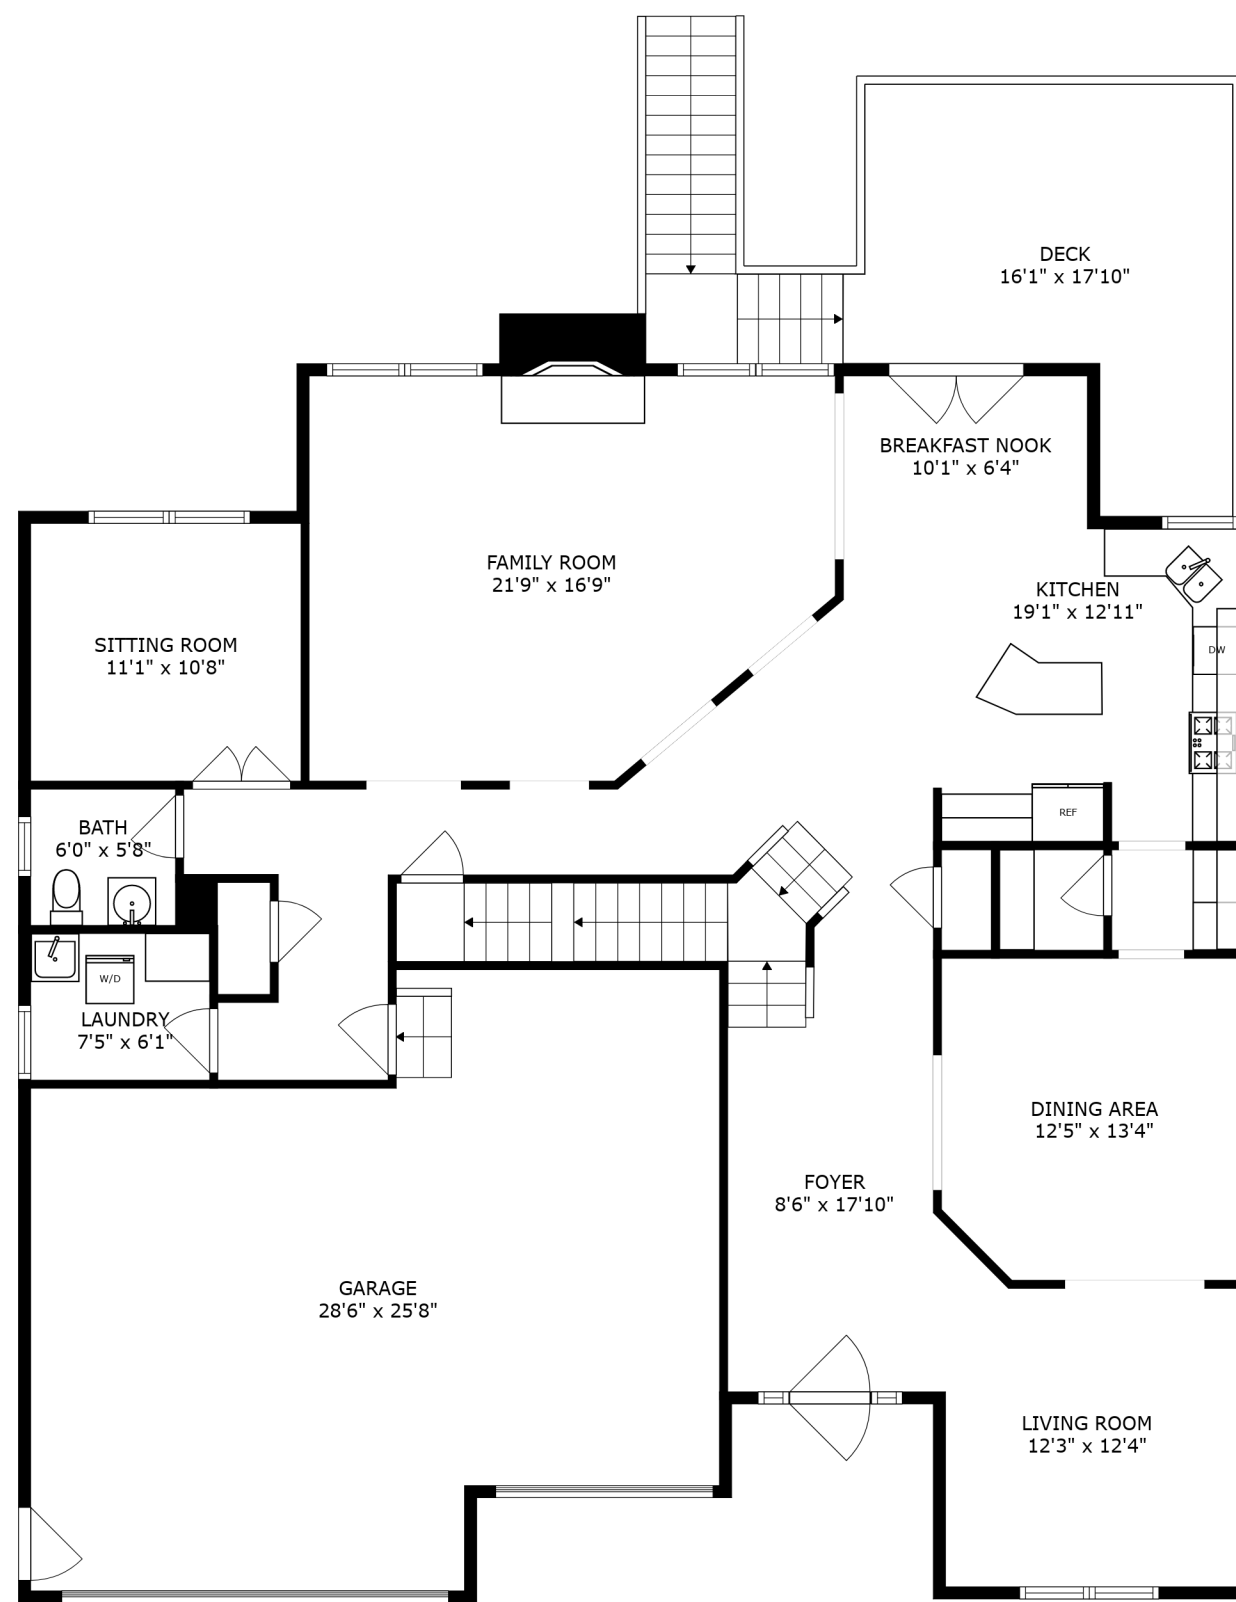 DECK
16'1" x 17'10"
BREAKFAST NOOK
10'1" x 6'4"
FAMILY ROOM
21'9" x 16'9"
KITCHEN
19'1" x 12'11"
SITTING ROOM
11'1" x 10'8"
DW
REF
BATH
6'0" x 5'8"
W/D
LAUNDRY
7'5" x 6'1"
DINING AREA
12'5" x 13'4"
FOYER
8'6" x 17'10"
GARAGE
28'6" x 25'8"
LIVING ROOM
12'3" x 12'4"